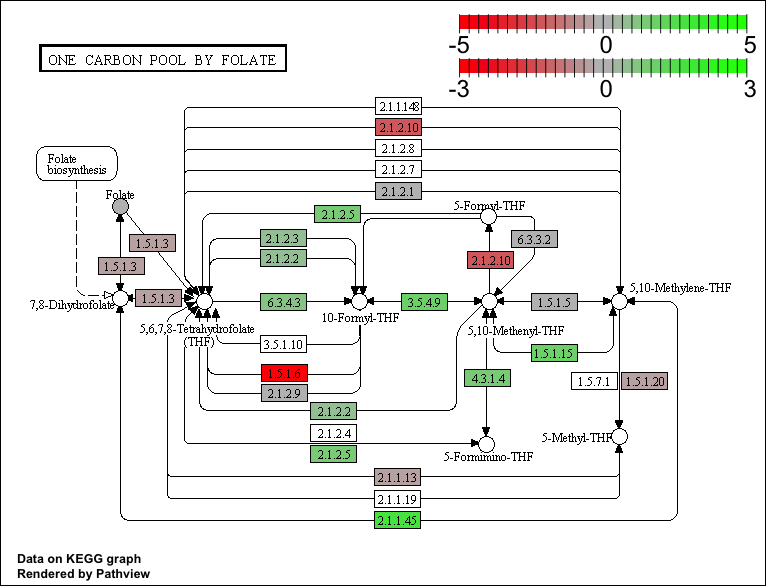 -5 0 5
-3 0 3
ONE CARBON POOL BY FOLATE
2.1.1.148
2.1.2.10
2.1.2.8
2.1.2.7
2.1.2.1
Folate
biosynthesis
Folate
5-Formyl-THF
2.1.2.5
2.1.2.3
6.3.3.2
1.5.1.3
2.1.2.2
2.1.2.10
1.5.1.3
5,10-Methylene-THF
1.5.1.3
6.3.4.3
3.5.4.9
1.5.1.5
7,8-Dihydrofolate
10-Formyl-THF
5,6,7,8-Tetrahydrofolate
(THF)
5,10-Methenyl-THF
3.5.1.10
1.5.1.15
1.5.1.6
4.3.1.4
1.5.7.1
1.5.1.20
2.1.2.9
2.1.2.2
2.1.2.4
5-Methyl-THF
2.1.2.5
5-Formimino-THF
2.1.1.13
2.1.1.19
2.1.1.45
Data on KEGG graph
Rendered by Pathview